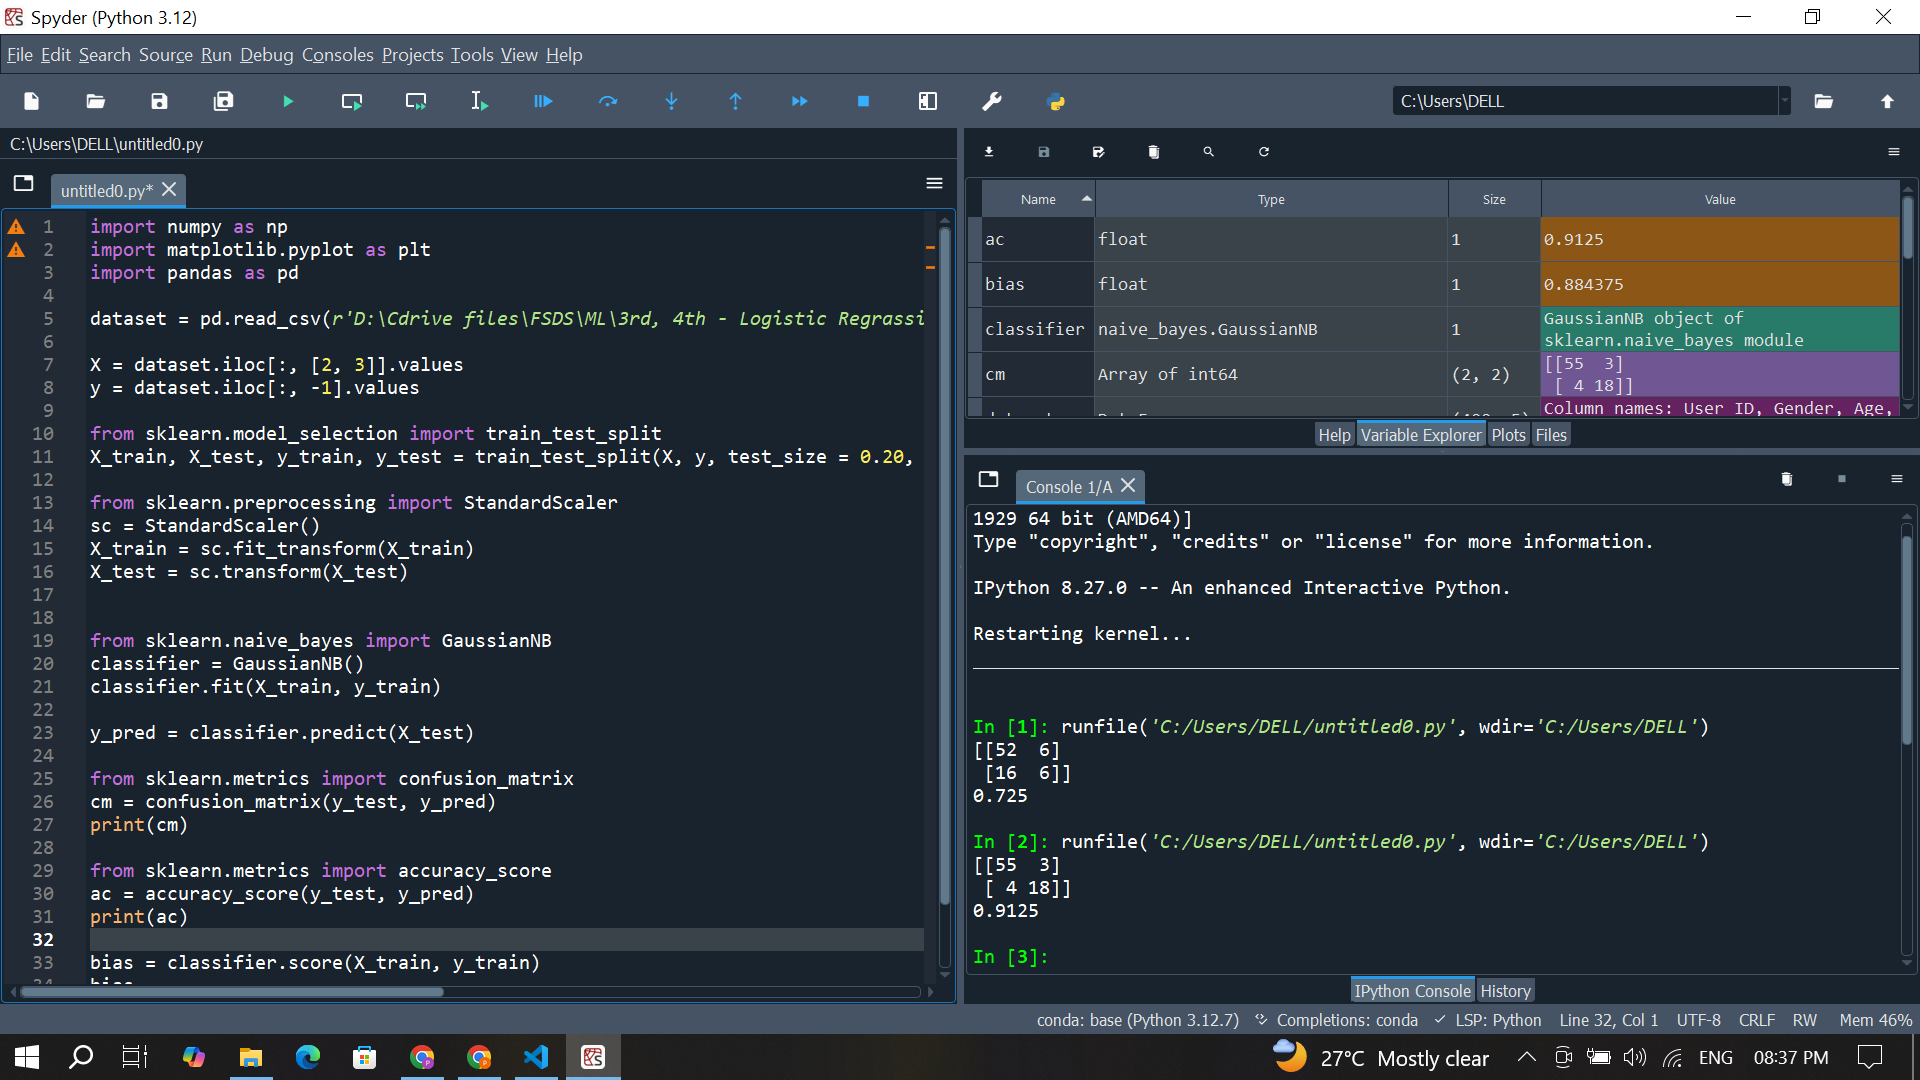 Spyder (Python 3.12)
File Edit Search Source Run Debug Consoles Projects Tools View Help
C:\Users\DELL
C:\Users\DELL\untitled0.py
untitled0.py*
1 import numpy as np
2 import matplotlib.pyplot as plt
3 import pandas as pd
4
5 dataset = pd.read_csv(r'D:\Cdrive files\FSDS\ML\3rd, 4th - Logistic Regrassi
6
7 X = dataset.iloc[:, [2, 3]].values
8 y = dataset.iloc[:, -1].values
9
10 from sklearn.model_selection import train_test_split
11 X_train, X_test, y_train, y_test = train_test_split(X, y, test_size = 0.20,
12
13 from sklearn.preprocessing import StandardScaler
14 sc = StandardScaler()
15 X_train = sc.fit_transform(X_train)
16 X_test = sc.transform(X_test)
17
18
19 from sklearn.naive_bayes import GaussianNB
20 classifier = GaussianNB()
21 classifier.fit(X_train, y_train)
22
23 y_pred = classifier.predict(X_test)
24
25 from sklearn.metrics import confusion_matrix
26 cm = confusion_matrix(y_test, y_pred)
27 print(cm)
28
29 from sklearn.metrics import accuracy_score
30 ac = accuracy_score(y_test, y_pred)
31 print(ac)
32
33 bias = classifier.score(X_train, y_train)
34 bias
Name Type Size Value
ac float 1 0.9125
bias float 1 0.884375
classifier naive_bayes.GaussianNB 1 GaussianNB object of
sklearn.naive_bayes module
cm Array of int64 (2, 2) [[55  3]
[ 4 18]]
Column names: User ID, Gender, Age,
Help Variable Explorer Plots Files
Console 1/A
1929 64 bit (AMD64)]
Type "copyright", "credits" or "license" for more information.
IPython 8.27.0 -- An enhanced Interactive Python.
Restarting kernel...
In [1]: runfile('C:/Users/DELL/untitled0.py', wdir='C:/Users/DELL')
[[52  6]
[16  6]]
0.725
In [2]: runfile('C:/Users/DELL/untitled0.py', wdir='C:/Users/DELL')
[[55  3]
[ 4 18]]
0.9125
In [3]:
IPython Console History
conda: base (Python 3.12.7) Completions: conda LSP: Python Line 32, Col 1 UTF-8 CRLF RW Mem 46%
27°C Mostly clear ENG 08:37 PM